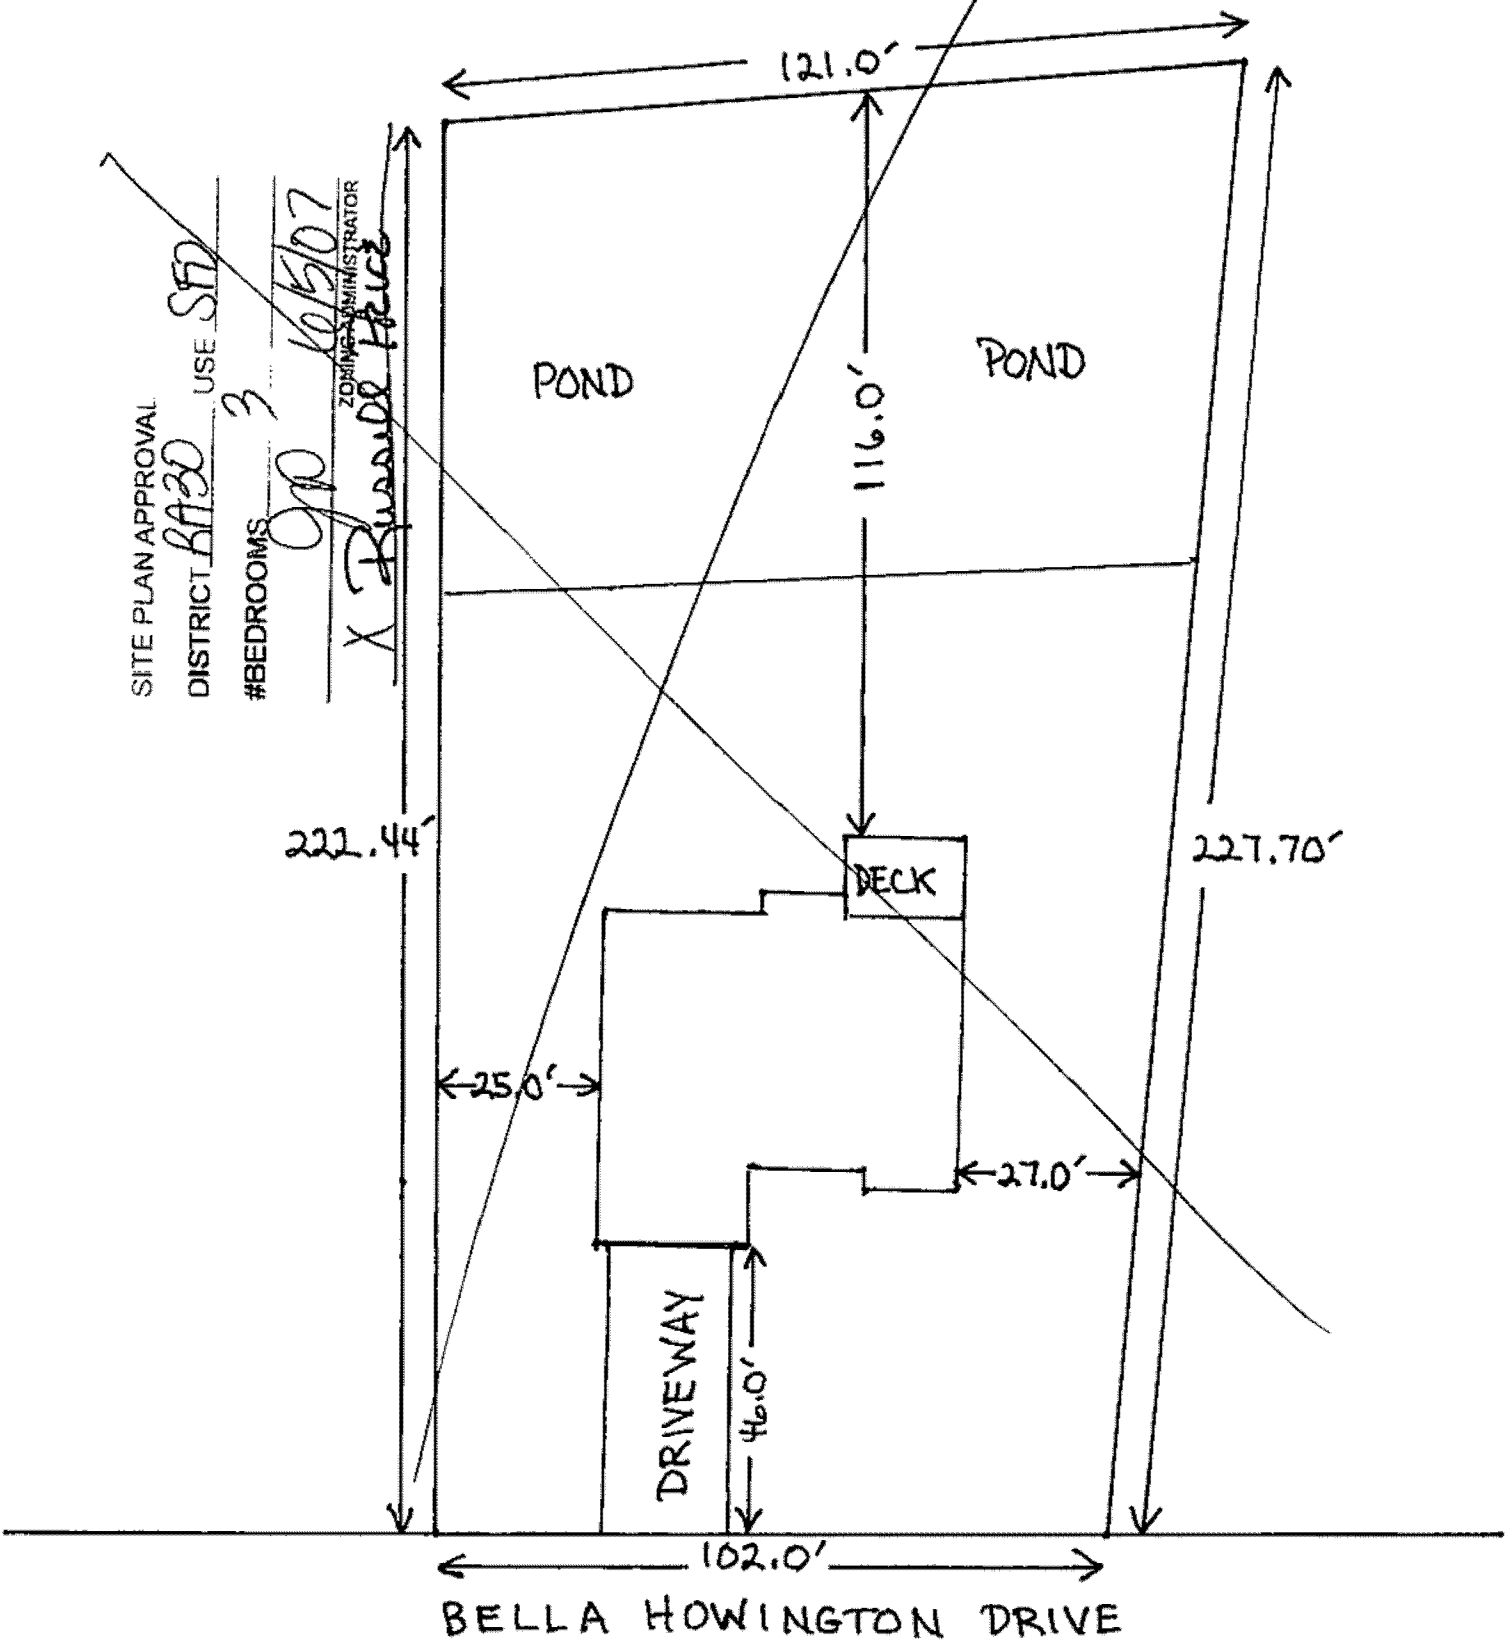 121.0′
SITE PLAN APPROVAL
DISTRICT RA30 USE SFD
#BEDROOMS 3
6/5/07
ZONING ADMINISTRATOR
X
POND
POND
116.0′
222.44′
227.70′
DECK
25.0′
27.0′
DRIVEWAY
46.0′
102.0′
BELLA HOWINGTON DRIVE